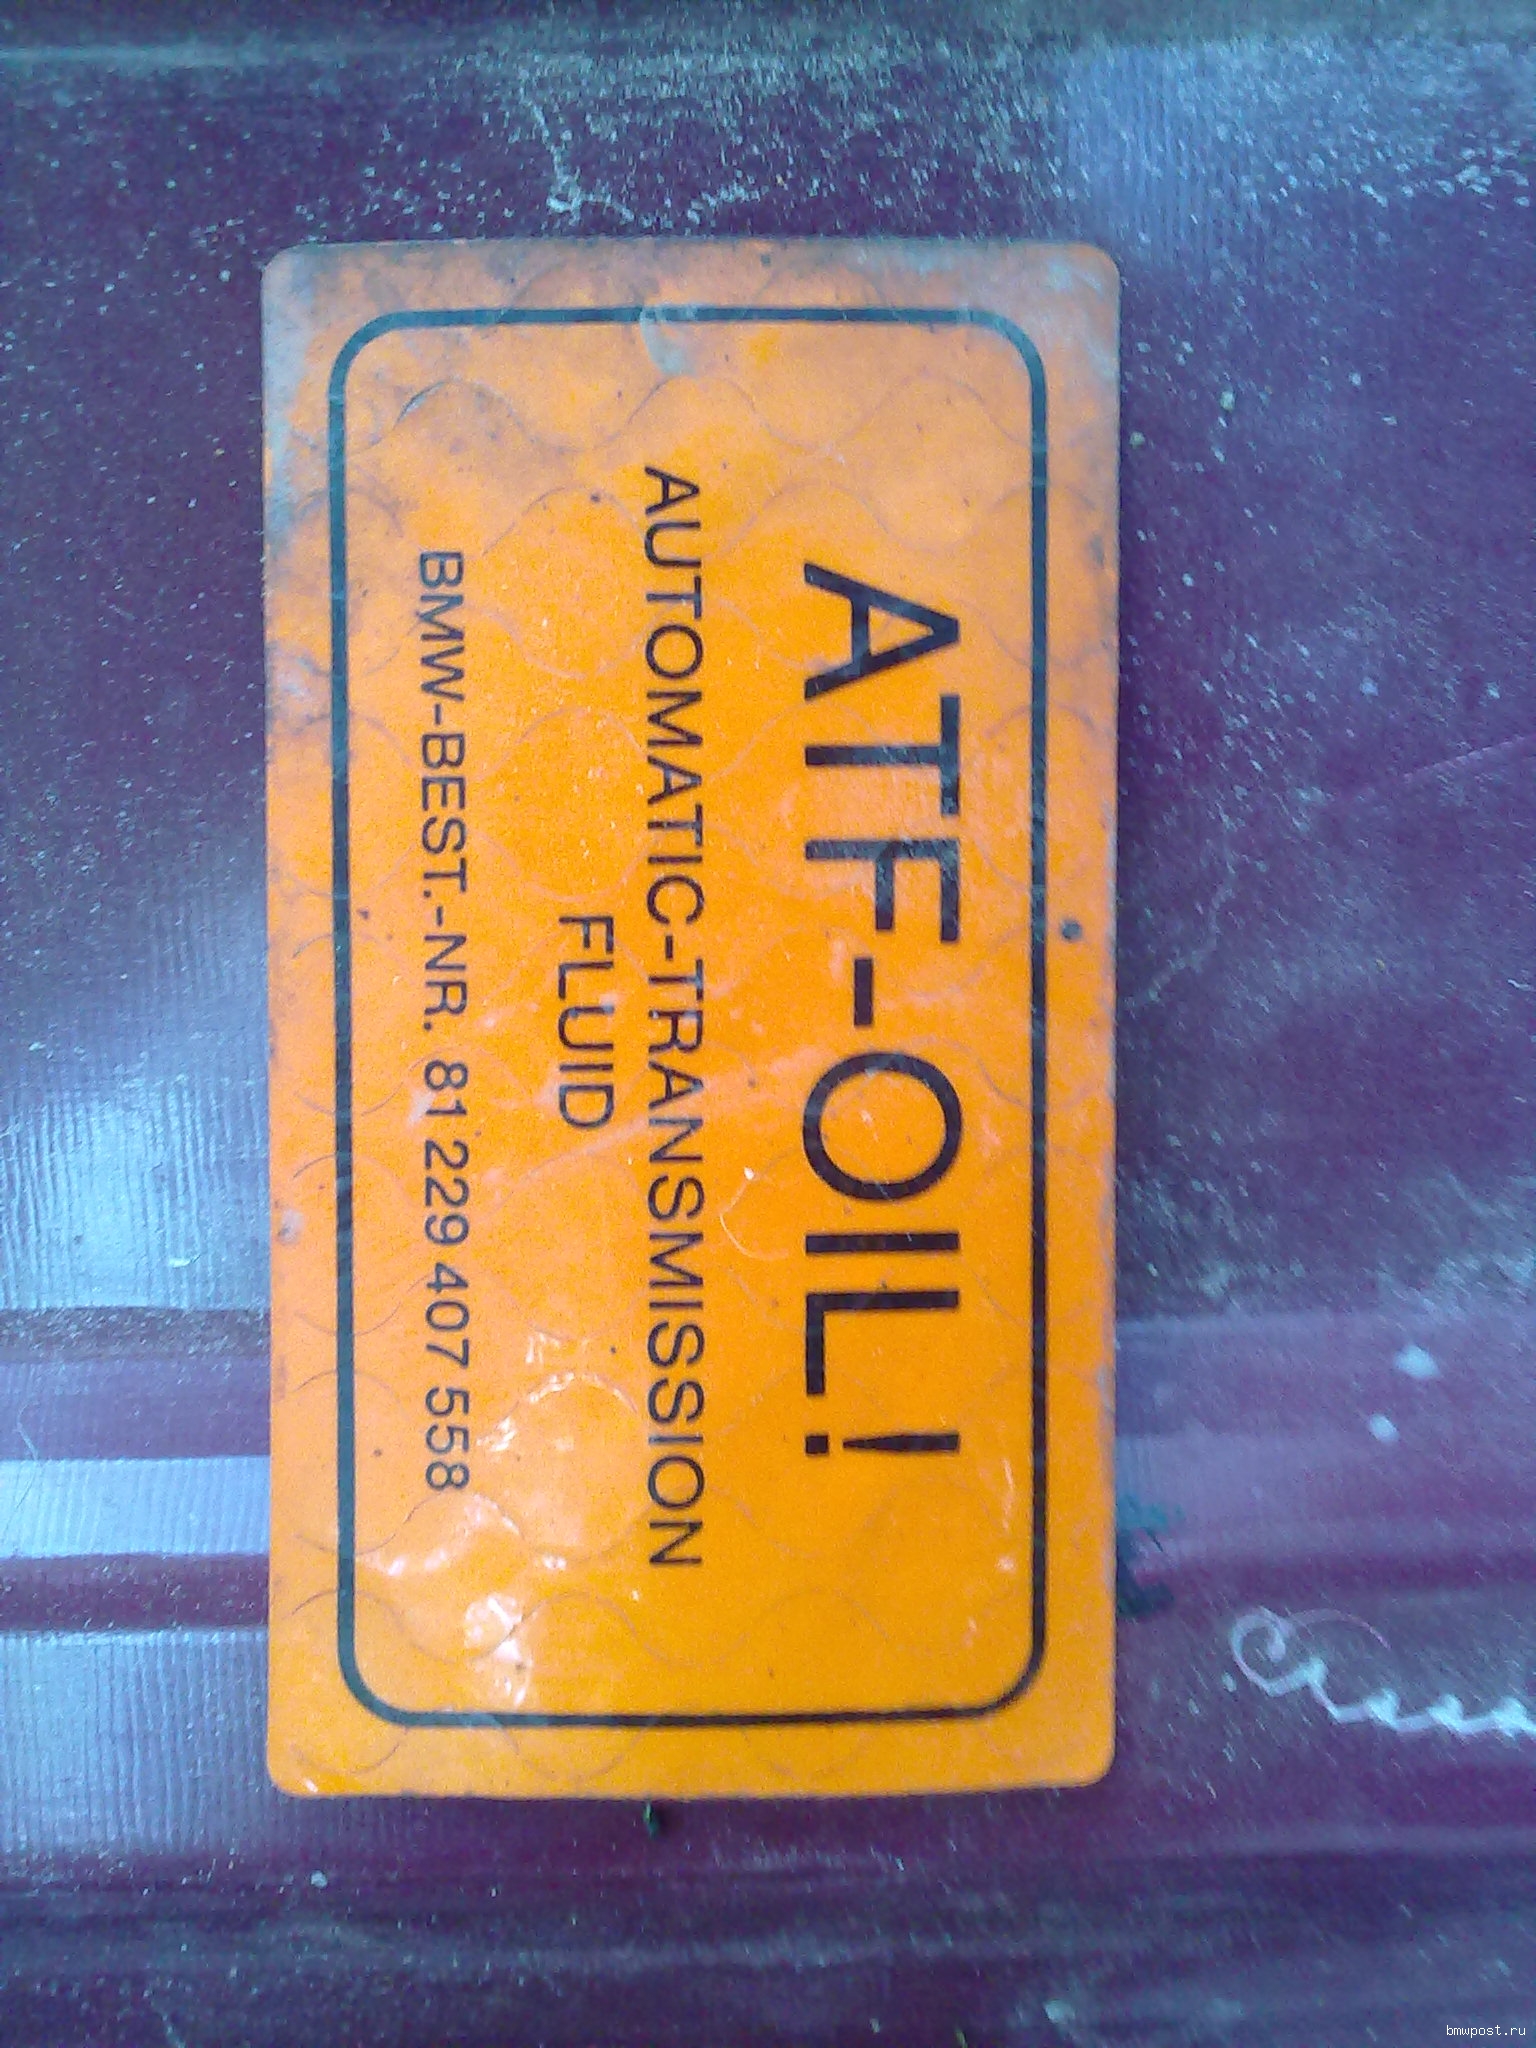 ATF-OIL!
AUTOMATIC-TRANSMISSION
FLUID
BMW-BEST.-NR. 81 229 407 558
bmwpost.ru